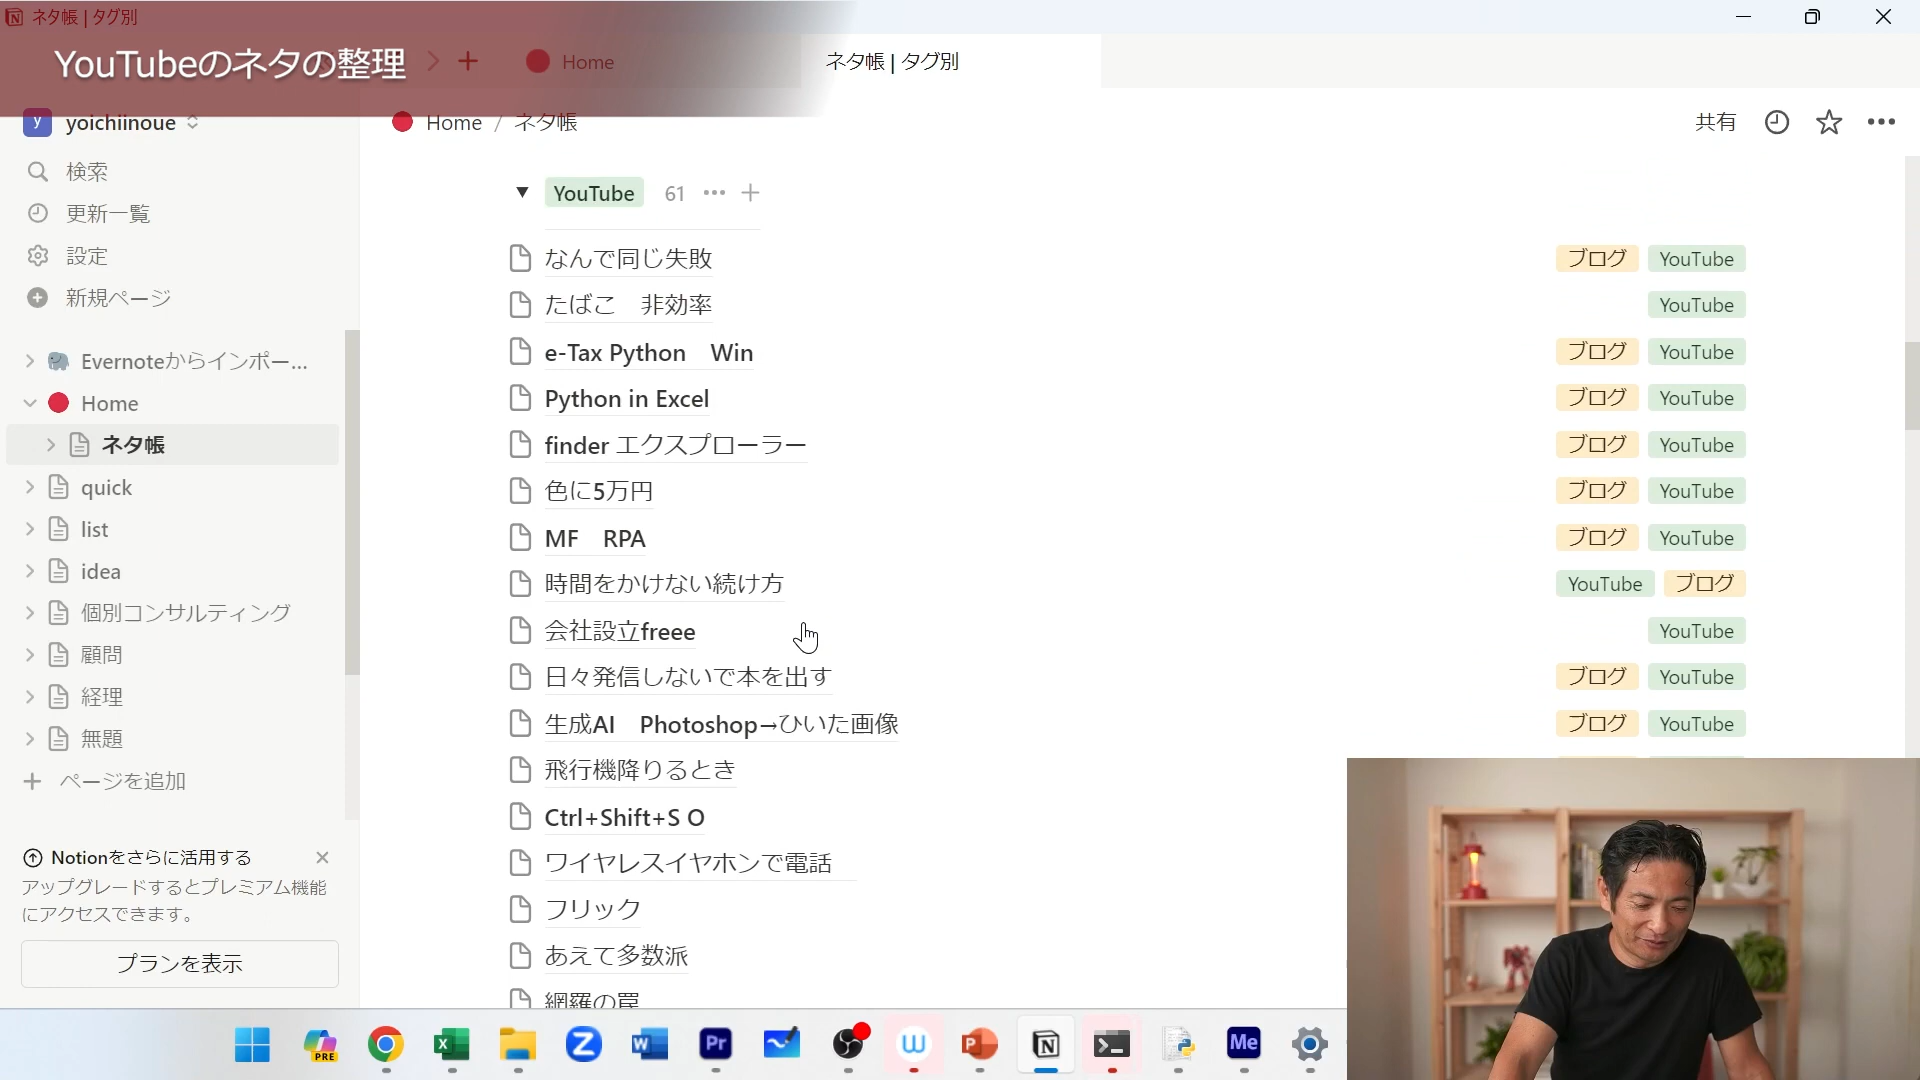 ネタ帳 | タグ別
YouTubeのネタの整理
Home
ネタ帳 | タグ別
yoichiinoue
Home / ネタ帳
共有
検索
更新一覧
設定
新規ページ
Evernoteからインポー...
Home
ネタ帳
quick
list
idea
個別コンサルティング
顧問
経理
無題
ページを追加
Notionをさらに活用する
アップグレードするとプレミアム機能
にアクセスできます。
プランを表示
YouTube 61
なんで同じ失敗 ブログ YouTube
たばこ　非効率 YouTube
e-Tax Python　Win ブログ YouTube
Python in Excel ブログ YouTube
finder エクスプローラー ブログ YouTube
色に5万円 ブログ YouTube
MF　RPA ブログ YouTube
時間をかけない続け方 YouTube ブログ
会社設立freee YouTube
日々発信しないで本を出す ブログ YouTube
生成AI　Photoshop→ひいた画像 ブログ YouTube
飛行機降りるとき
Ctrl+Shift+S O
ワイヤレスイヤホンで電話
フリック
あえて多数派
網羅の罠
PRE
Pr
Me